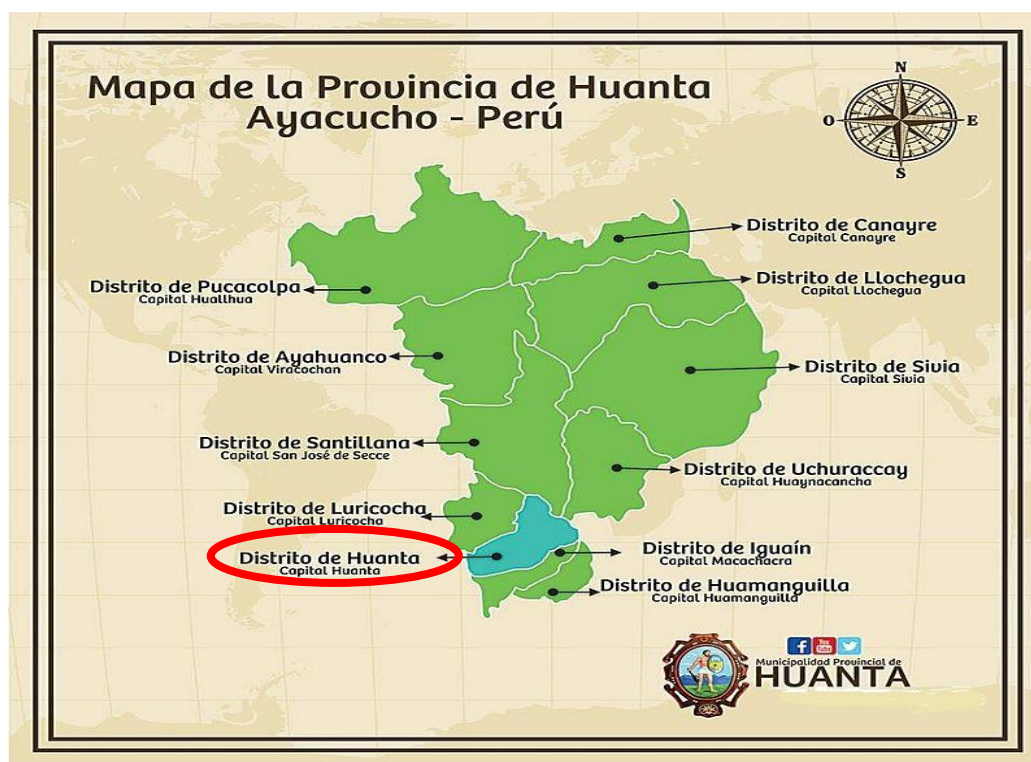 Mapa de la Provincia de Huanta
Ayacucho - Perú
N
O
E
S
Distrito de Canayre
Capital Canayre
Distrito de Llochegua
Capital Llochegua
Distrito de Pucacolpa
Capital Huallhua
Distrito de Ayahuanco
Capital Viracochan
Distrito de Sivia
Capital Sivia
Distrito de Santillana
Capital San José de Secce
Distrito de Uchuraccay
Capital Huaynacancha
Distrito de Luricocha
Capital Luricocha
Distrito de Huanta
Capital Huanta
Distrito de Iguaín
Capital Macachacra
Distrito de Huamanguilla
Capital Huamanguilla
f
You
Tube
Municipalidad Provincial de
HUANTA